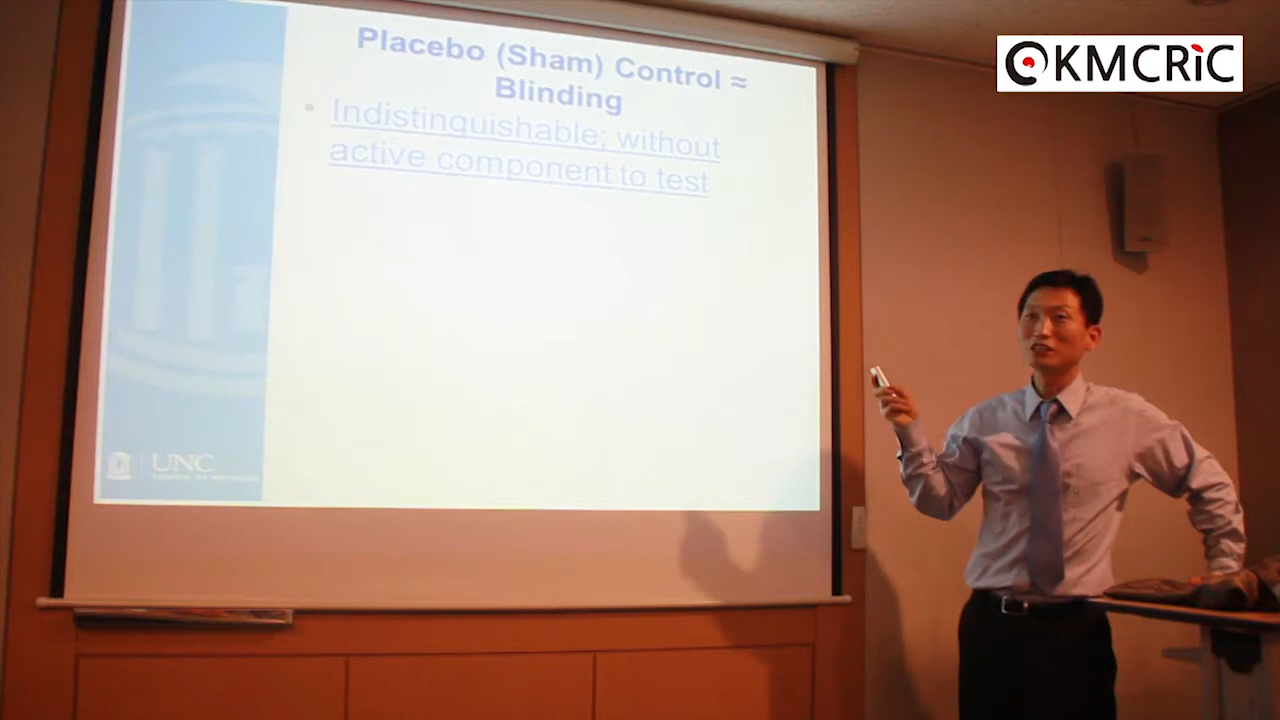 Placebo (Sham) Control ≈
Blinding
• Indistinguishable; without
active component to test
UNC
KMCRiC